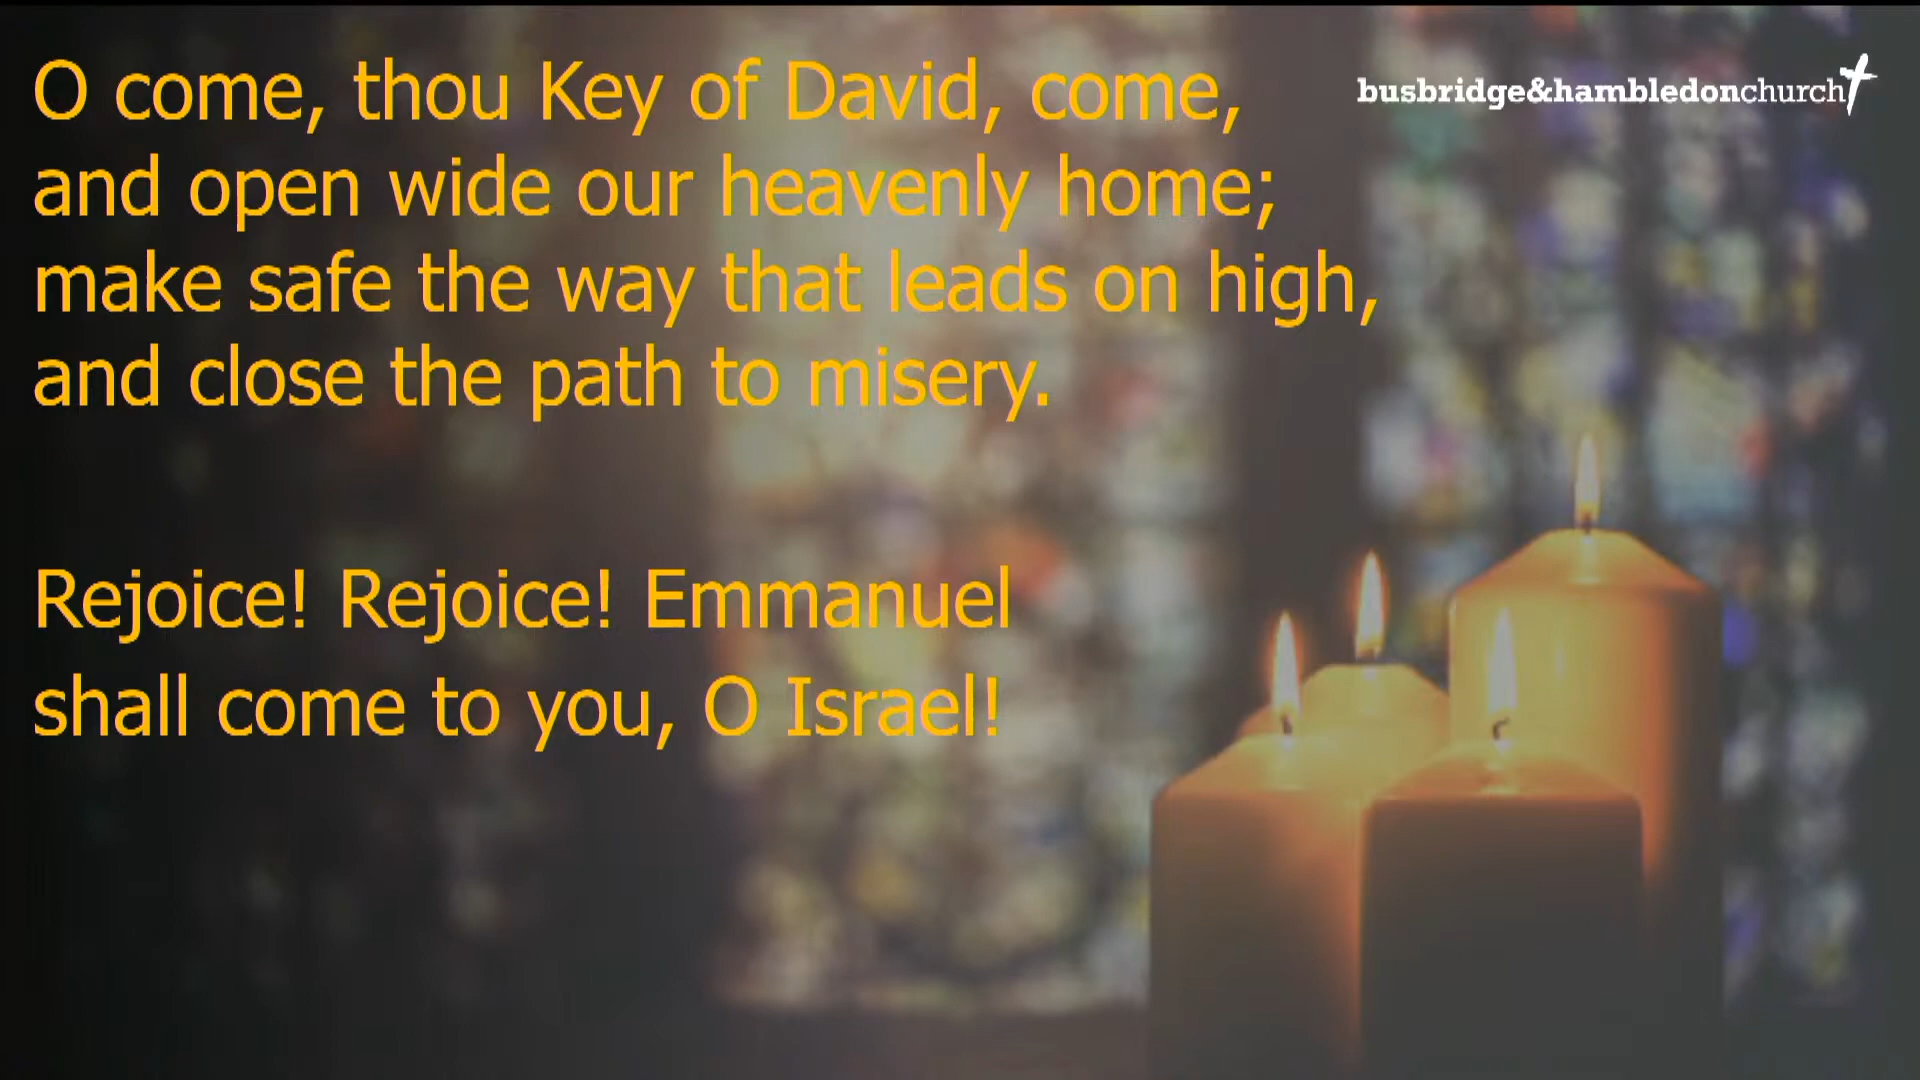 O come, thou Key of David, come,
busbridge&hambledonchurch
and open wide our heavenly home;
make safe the way that leads on high,
and close the path to misery.
Rejoice! Rejoice! Emmanuel
shall come to you, O Israel!